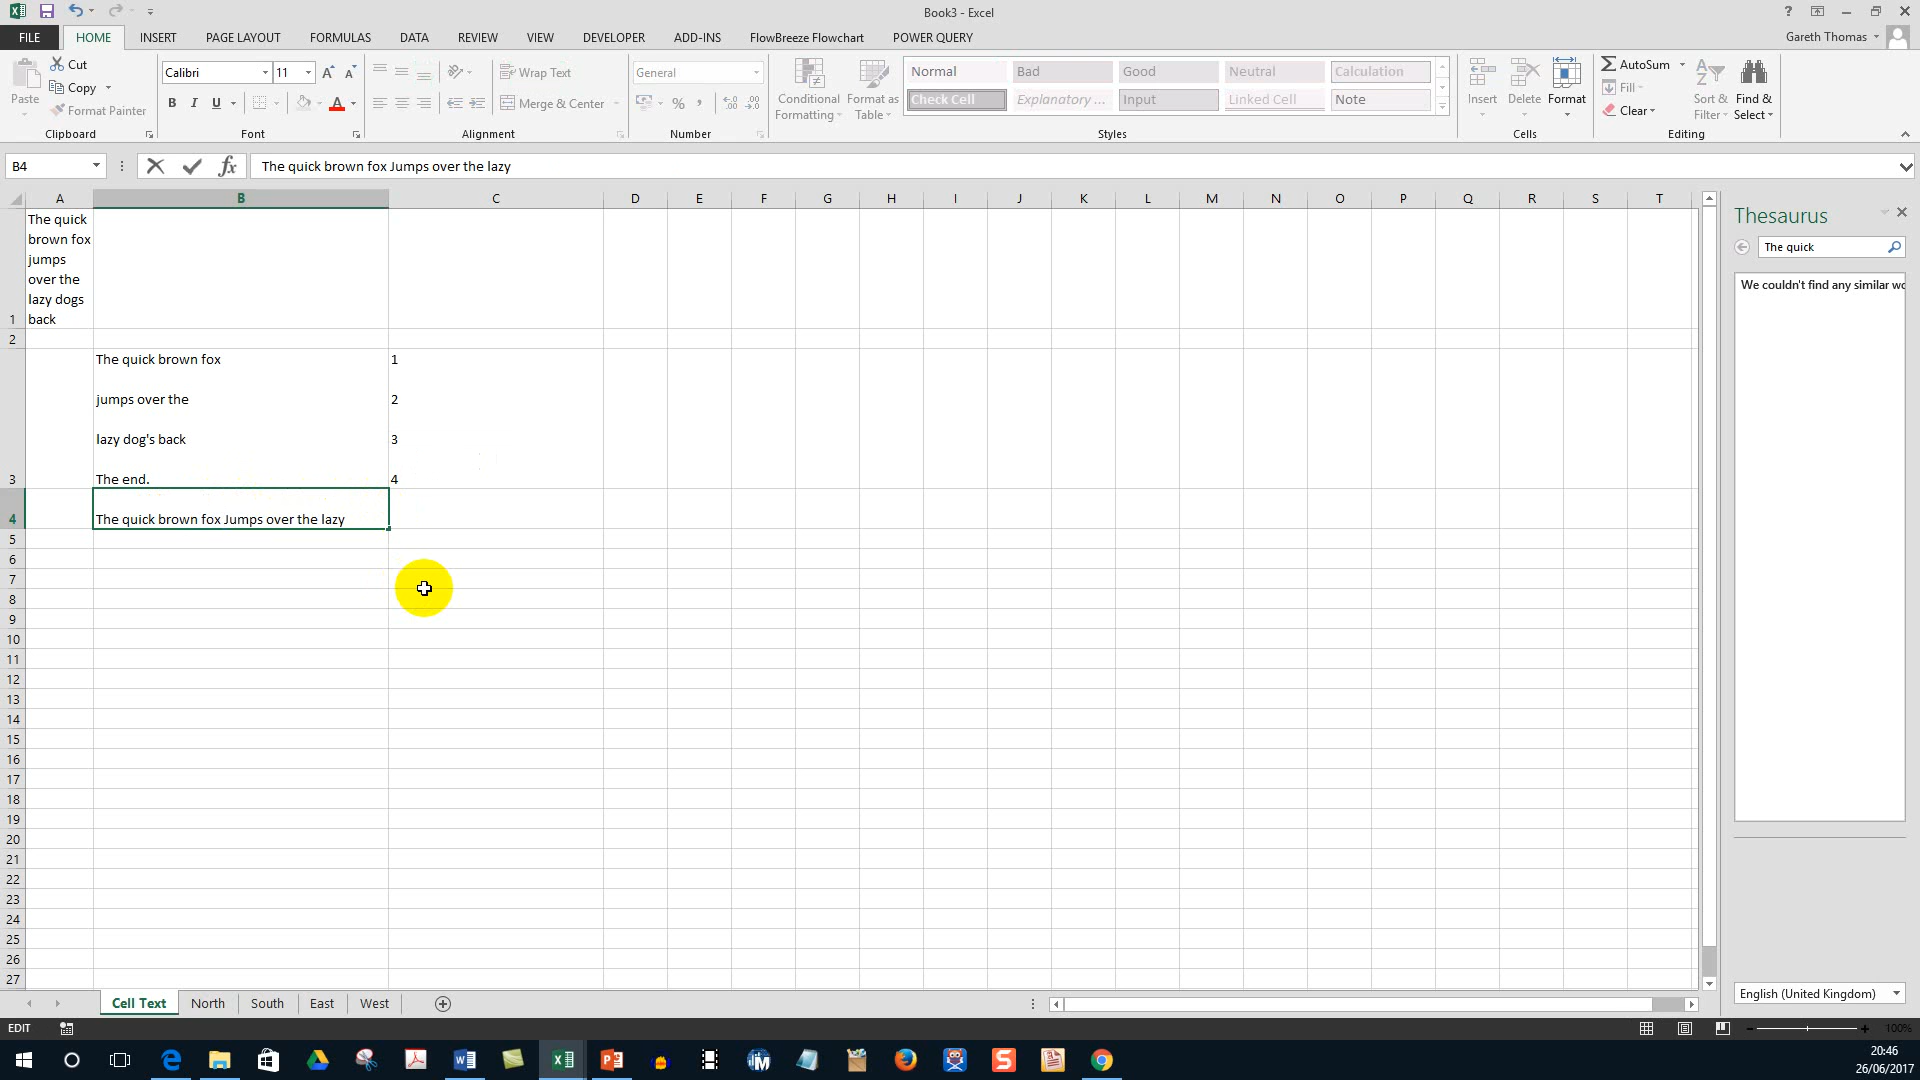 Book3 - Excel
FILE HOME INSERT PAGE LAYOUT FORMULAS DATA REVIEW VIEW DEVELOPER ADD-INS FlowBreeze Flowchart POWER QUERY
Gareth Thomas
Paste
Cut
Copy
Format Painter
Clipboard
Calibri 11
B I U
Font
Wrap Text
Merge & Center
Alignment
General
%
Number
Conditional Formatting
Format as Table
Normal Bad Good Neutral Calculation
Check Cell Explanatory ... Input Linked Cell Note
Styles
Insert Delete Format
Cells
AutoSum
Fill
Clear
Sort & Filter
Find & Select
Editing
B4
fx
The quick brown fox Jumps over the lazy
A B C D E F G H I J K L M N O P Q R S T
The quick
brown fox
jumps
over the
lazy dogs
1 back
2
The quick brown fox 1
jumps over the 2
lazy dog's back 3
3 The end. 4
4 The quick brown fox Jumps over the lazy
5
6
7
8
9
10
11
12
13
14
15
16
17
18
19
20
21
22
23
24
25
26
27
Thesaurus
The quick
We couldn't find any similar wo
English (United Kingdom)
Cell Text North South East West
EDIT
100%
20:46
26/06/2017